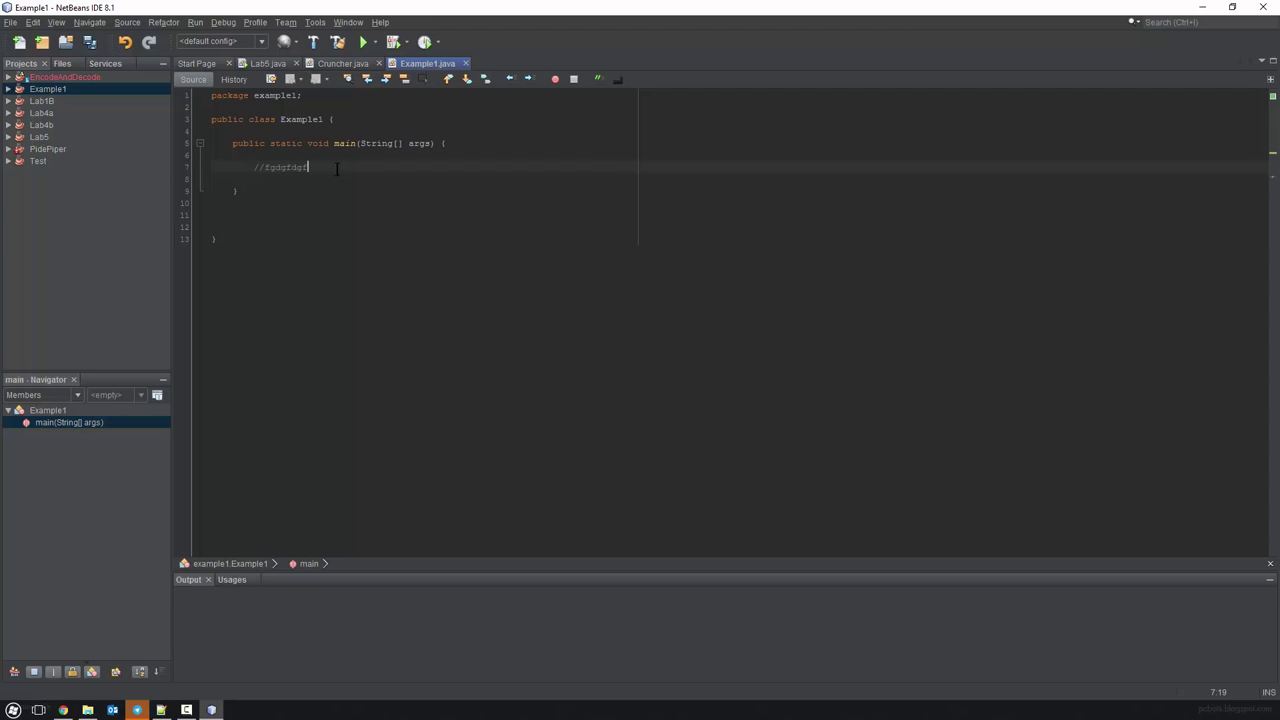 Example1 - NetBeans IDE 8.1
File Edit View Navigate Source Refactor Run Debug Profile Team Tools Window Help
Search (Ctrl+I)
<default config>
Projects Files Services
Start Page Lab5.java Cruncher.java Example1.java
Source History
EncodeAndDecode
Example1
Lab1B
Lab4a
Lab4b
Lab5
PidePiper
Test
1 package example1;
2
3 public class Example1 {
4
5 public static void main(String[] args) {
6
7 //fgdgfdgf
8
9 }
10
11
12
13 }
main - Navigator
Members <empty>
Example1
main(String[] args)
example1.Example1 main
Output Usages
7:19 INS
pcbots.blogspot.com